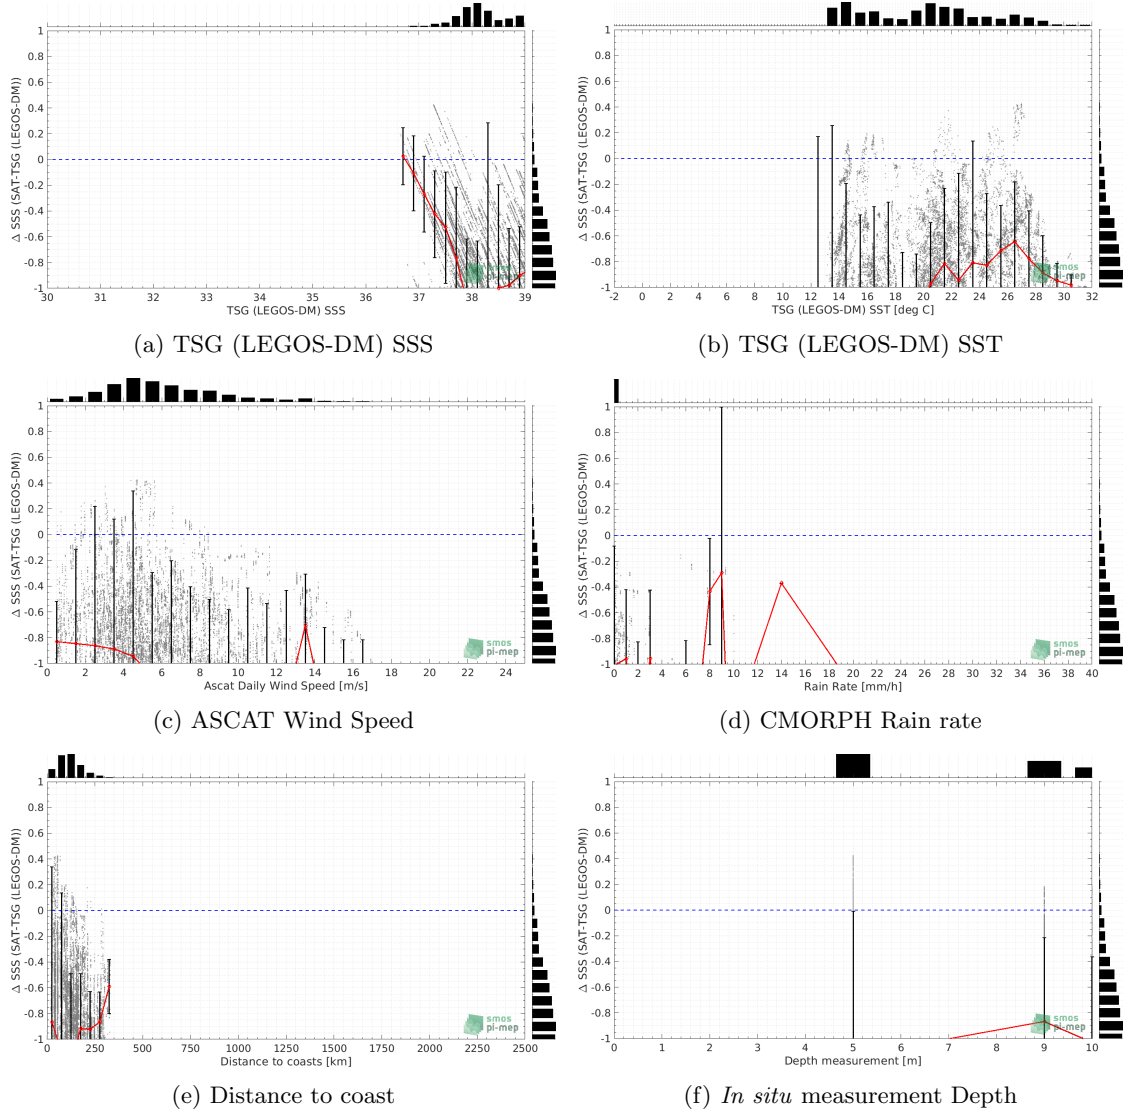 Δ SSS (SAT-TSG (LEGOS-DM))
1
0.8
0.6
0.4
0.2
0
-0.2
-0.4
-0.6
-0.8
-1
smos
pi-mep
30 31 32 33 34 35 36 37 38 39
TSG (LEGOS-DM) SSS
(a) TSG (LEGOS-DM) SSS
Δ SSS (SAT-TSG (LEGOS-DM))
1
0.8
0.6
0.4
0.2
0
-0.2
-0.4
-0.6
-0.8
-1
smos
pi-mep
-2 0 2 4 6 8 10 12 14 16 18 20 22 24 26 28 30 32
TSG (LEGOS-DM) SST [deg C]
(b) TSG (LEGOS-DM) SST
Δ SSS (SAT-TSG (LEGOS-DM))
1
0.8
0.6
0.4
0.2
0
-0.2
-0.4
-0.6
-0.8
-1
smos
pi-mep
0 2 4 6 8 10 12 14 16 18 20 22 24
Ascat Daily Wind Speed [m/s]
(c) ASCAT Wind Speed
Δ SSS (SAT-TSG (LEGOS-DM))
1
0.8
0.6
0.4
0.2
0
-0.2
-0.4
-0.6
-0.8
-1
smos
pi-mep
0 2 4 6 8 10 12 14 16 18 20 22 24 26 28 30 32 34 36 38 40
Rain Rate [mm/h]
(d) CMORPH Rain rate
Δ SSS (SAT-TSG (LEGOS-DM))
1
0.8
0.6
0.4
0.2
0
-0.2
-0.4
-0.6
-0.8
-1
smos
pi-mep
0 250 500 750 1000 1250 1500 1750 2000 2250 2500
Distance to coasts [km]
(e) Distance to coast
Δ SSS (SAT-TSG (LEGOS-DM))
1
0.8
0.6
0.4
0.2
0
-0.2
-0.4
-0.6
-0.8
-1
smos
pi-mep
0 1 2 3 4 5 6 7 8 9 10
Depth measurement [m]
(f) In situ measurement Depth